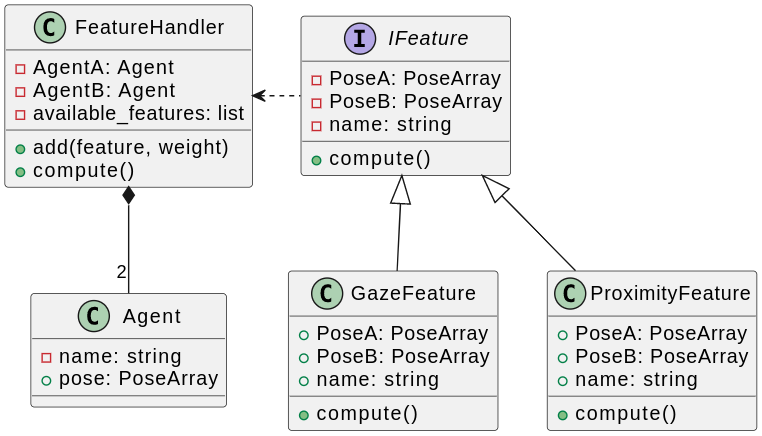 C FeatureHandler
AgentA: Agent
AgentB: Agent
available_features: list
add(feature, weight)
compute()
I IFeature
PoseA: PoseArray
PoseB: PoseArray
name: string
compute()
2
C Agent
name: string
pose: PoseArray
C GazeFeature
PoseA: PoseArray
PoseB: PoseArray
name: string
compute()
C ProximityFeature
PoseA: PoseArray
PoseB: PoseArray
name: string
compute()